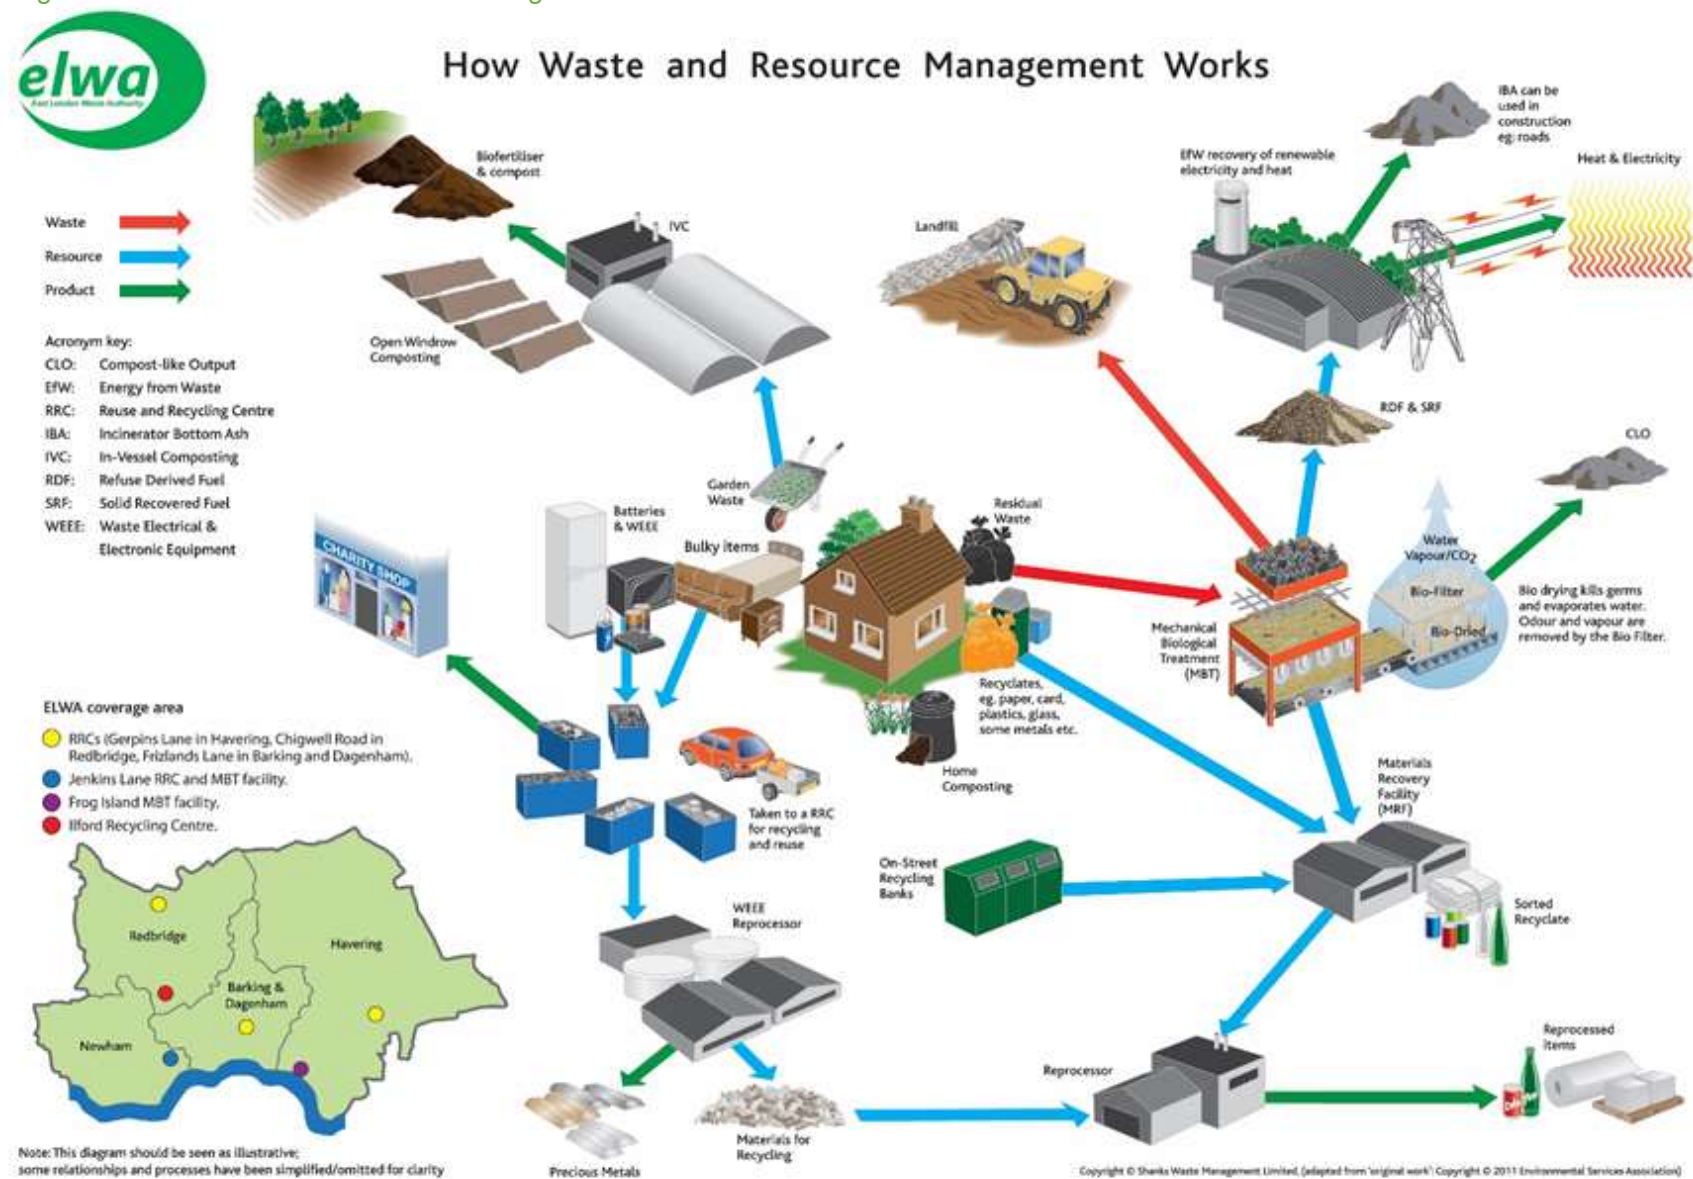 elwa
East London Waste Authority
How Waste and Resource Management Works
Waste
Resource
Product
Acronym key:
CLO: Compost-like Output
EfW: Energy from Waste
RRC: Reuse and Recycling Centre
IBA: Incinerator Bottom Ash
IVC: In-Vessel Composting
RDF: Refuse Derived Fuel
SRF: Solid Recovered Fuel
WEEE: Waste Electrical &
Electronic Equipment
Biofertiliser
& compost
IVC
Open Windrow
Composting
Landfill
EfW recovery of renewable
electricity and heat
IBA can be
used in
construction
eg: roads
Heat & Electricity
RDF & SRF
CLO
Garden
Waste
Batteries
& WEEE
Bulky items
Residual
Waste
CHARITY SHOP
Water
Vapour/CO2
Bio-Filter
Bio-Dried
Bio drying kills germs
and evaporates water.
Odour and vapour are
removed by the Bio Filter.
Mechanical
Biological
Treatment
(MBT)
Recyclates,
eg. paper, card,
plastics, glass,
some metals etc.
Home
Composting
Materials
Recovery
Facility
(MRF)
Taken to a RRC
for recycling
and reuse
On-Street
Recycling
Banks
Sorted
Recyclate
WEEE
Reprocessor
Reprocessor
Reprocessed
items
Precious Metals
Materials for
Recycling
ELWA coverage area
RRCs (Gerpins Lane in Havering, Chigwell Road in
Redbridge, Frizlands Lane in Barking and Dagenham).
Jenkins Lane RRC and MBT facility.
Frog Island MBT facility.
Ilford Recycling Centre.
Redbridge
Havering
Barking &
Dagenham
Newham
Note: This diagram should be seen as illustrative;
some relationships and processes have been simplified/omitted for clarity
Copyright © Shanks Waste Management Limited, (adapted from 'original work': Copyright © 2011 Environmental Services Association)